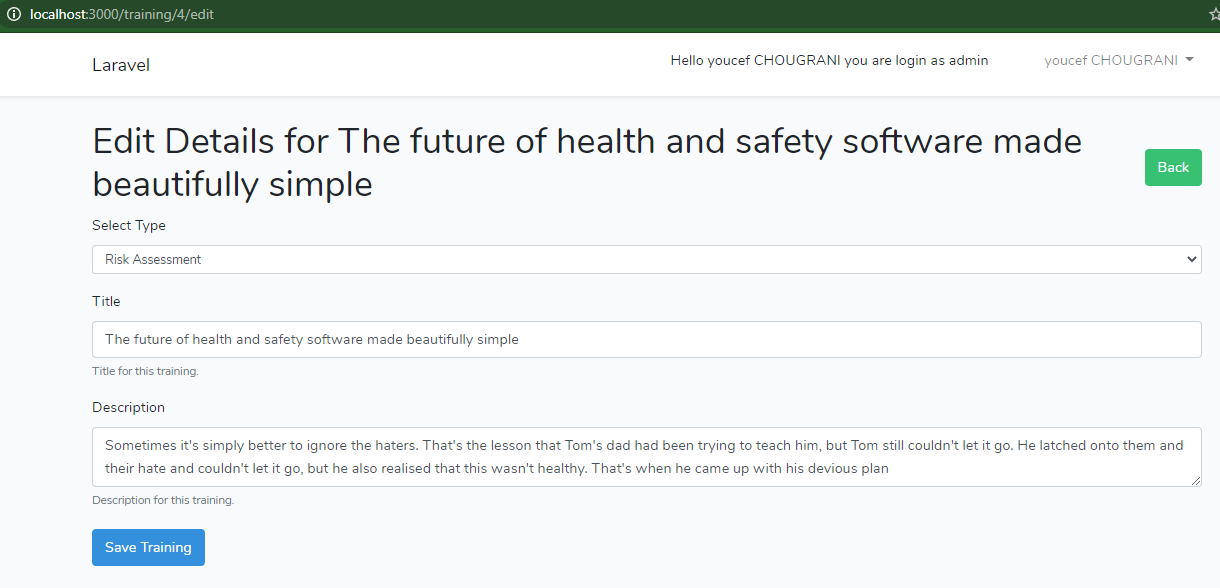 localhost:3000/training/4/edit
Laravel
Hello youcef CHOUGRANI you are login as admin
youcef CHOUGRANI
Edit Details for The future of health and safety software made
beautifully simple
Back
Select Type
Risk Assessment
Title
The future of health and safety software made beautifully simple
Title for this training.
Description
Sometimes it's simply better to ignore the haters. That's the lesson that Tom's dad had been trying to teach him, but Tom still couldn't let it go. He latched onto them and
their hate and couldn't let it go, but he also realised that this wasn't healthy. That's when he came up with his devious plan
Description for this training.
Save Training